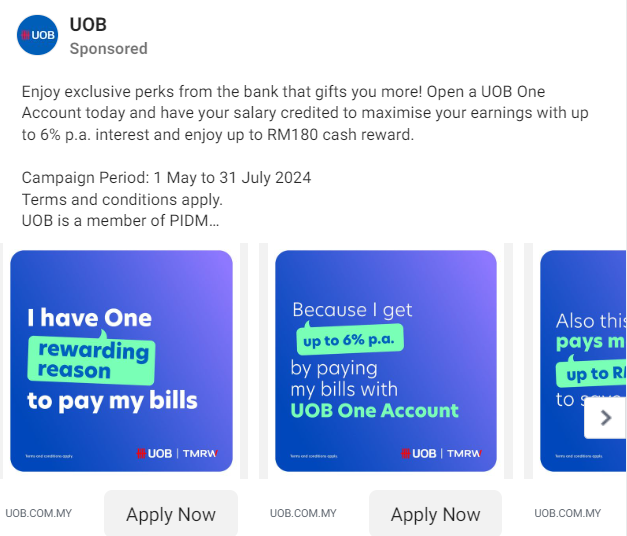 UOB
UOB
Sponsored
Enjoy exclusive perks from the bank that gifts you more! Open a UOB One
Account today and have your salary credited to maximise your earnings with up
to 6% p.a. interest and enjoy up to RM180 cash reward.
Campaign Period: 1 May to 31 July 2024
Terms and conditions apply.
UOB is a member of PIDM...
I have One
rewarding
reason
to pay my bills
Terms and conditions apply.
UOB | TMRW
Because I get
up to 6% p.a.
by paying
my bills with
UOB One Account
Terms and conditions apply.
UOB | TMRW
Also this
pays m
up to R
to
Terms and conditions apply.
UOB.COM.MY
Apply Now
UOB.COM.MY
Apply Now
UOB.COM.MY